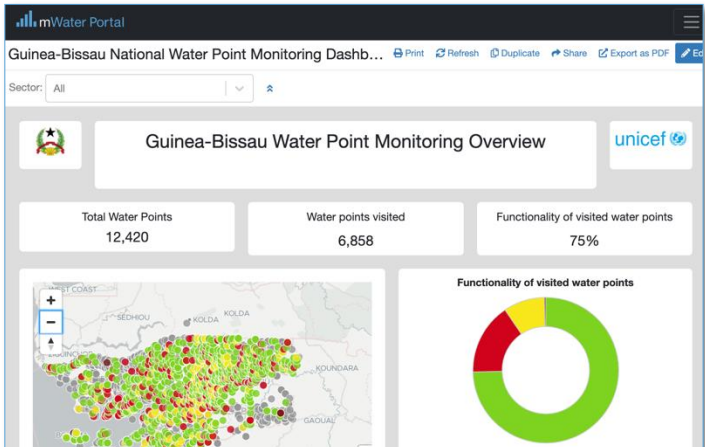 mWater Portal
Guinea-Bissau National Water Point Monitoring Dashb... Print Refresh Duplicate Share Export as PDF Ed
Sector: All
Guinea-Bissau Water Point Monitoring Overview
unicef
Total Water Points
12,420
Water points visited
6,858
Functionality of visited water points
75%
Functionality of visited water points
WEST COAST
SÉDHIOU
KOLDA
KOLDA
KOUNDARA
GAOUAL